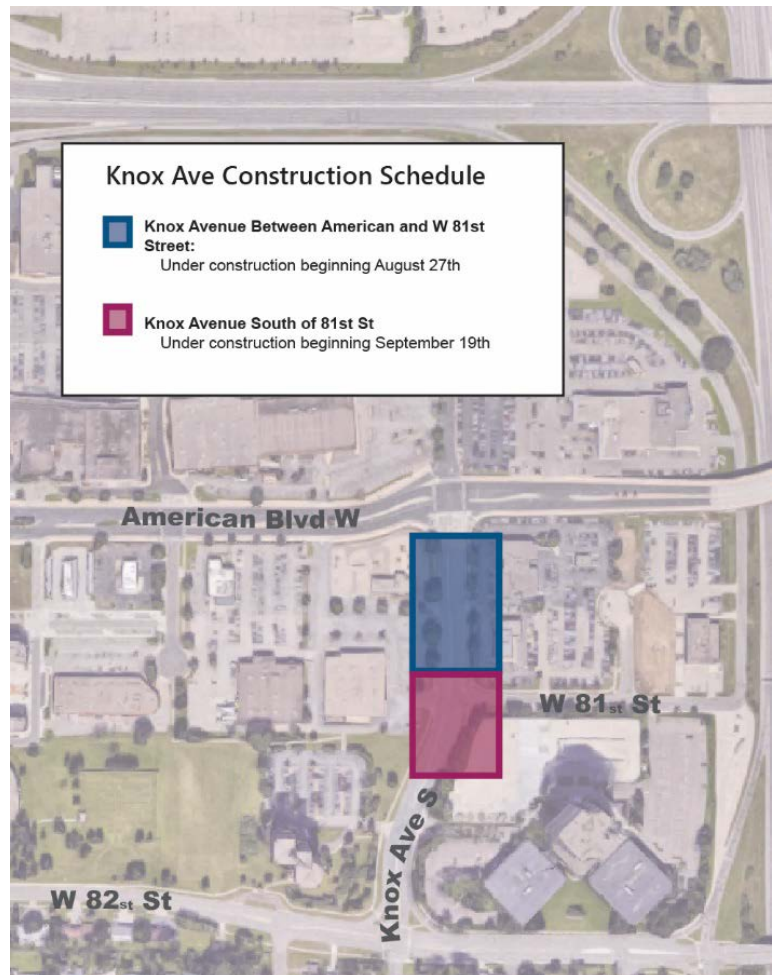 Knox Ave Construction Schedule
Knox Avenue Between American and W 81st
Street:
Under construction beginning August 27th
Knox Avenue South of 81st St
Under construction beginning September 19th
American Blvd W
W 81st St
Knox Ave S
W 82st St